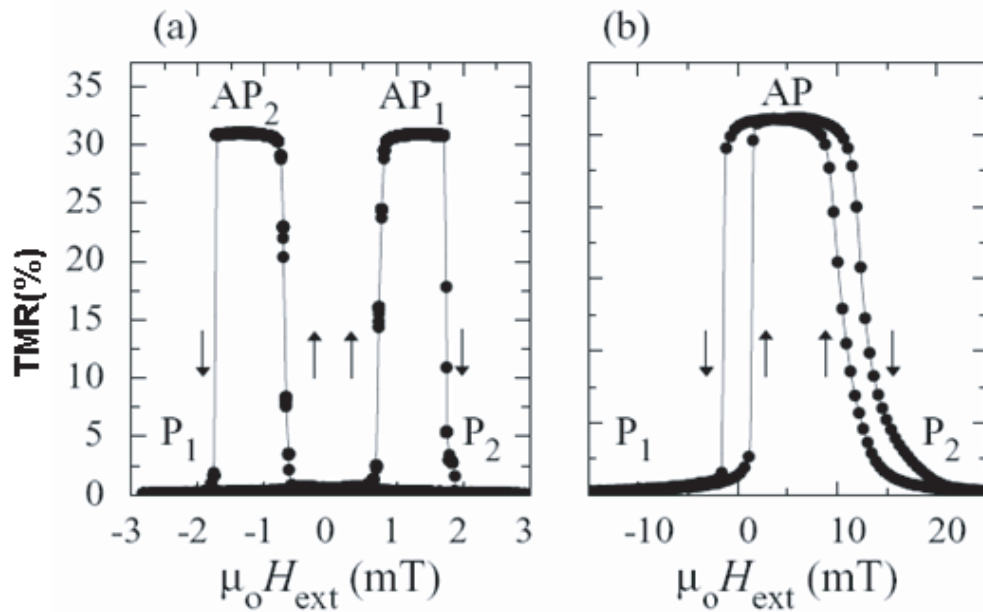 (a) (b)
TMR(%)
35
30
25
20
15
10
5
0
AP₂ AP₁
P₁ P₂
-3 -2 -1 0 1 2 3
μₒHₑₓₜ (mT)
AP
P₁ P₂
-10 0 10 20
μₒHₑₓₜ (mT)